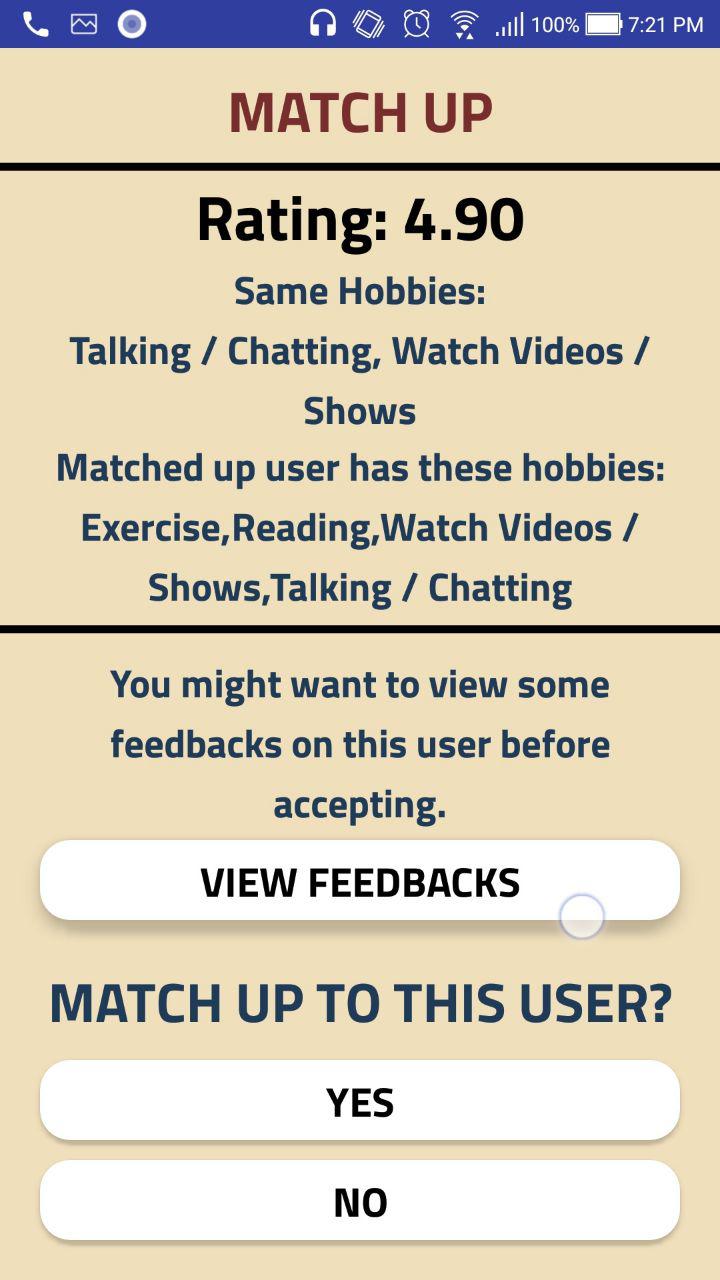 100% 7:21 PM
MATCH UP
Rating: 4.90
Same Hobbies:
Talking / Chatting, Watch Videos /
Shows
Matched up user has these hobbies:
Exercise,Reading,Watch Videos /
Shows,Talking / Chatting
You might want to view some
feedbacks on this user before
accepting.
VIEW FEEDBACKS
MATCH UP TO THIS USER?
YES
NO